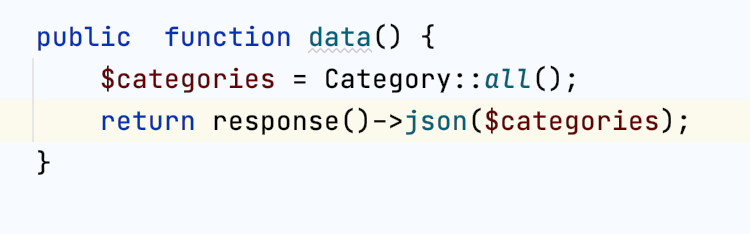 public  function data() {
    $categories = Category::all();
    return response()->json($categories);
}